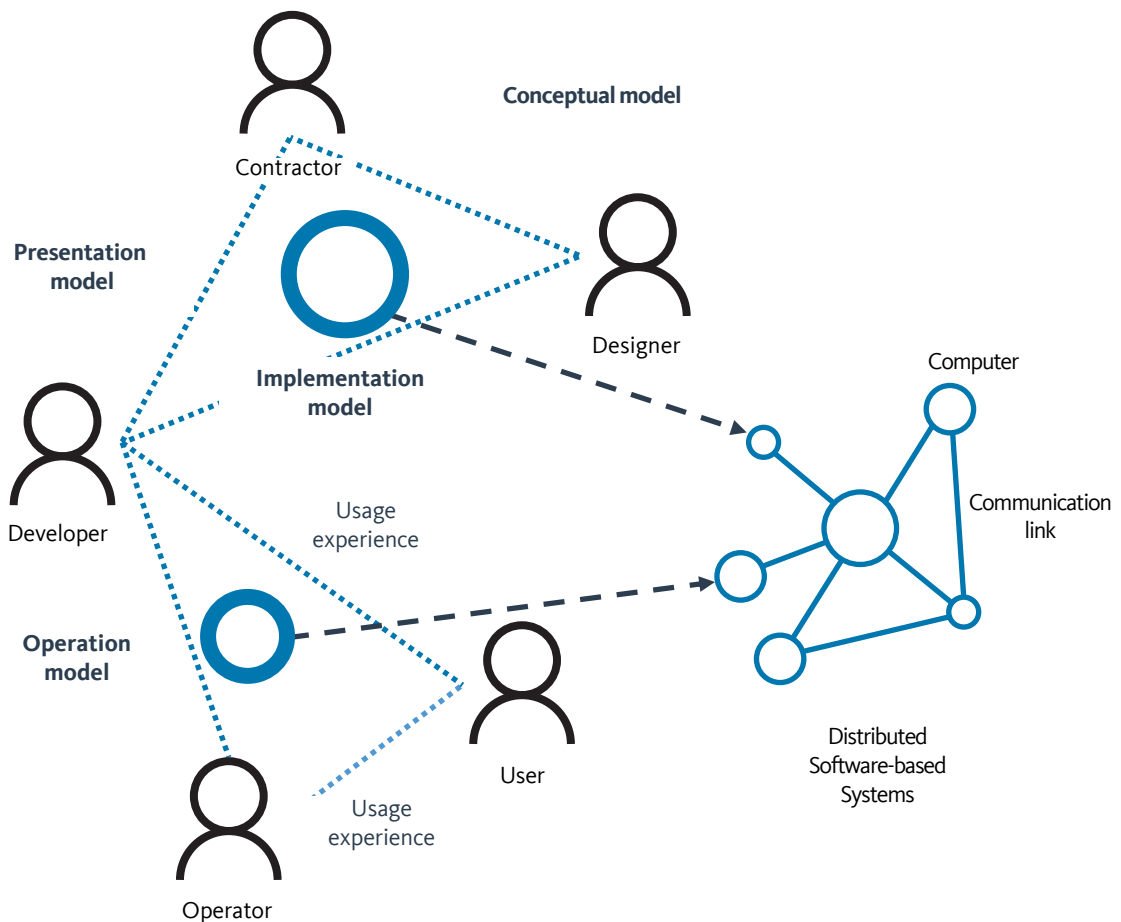 Conceptual model
Contractor
Presentation
model
Designer
Computer
Implementation
model
Communication
link
Developer
Usage
experience
Operation
model
User
Distributed
Software-based
Systems
Usage
experience
Operator